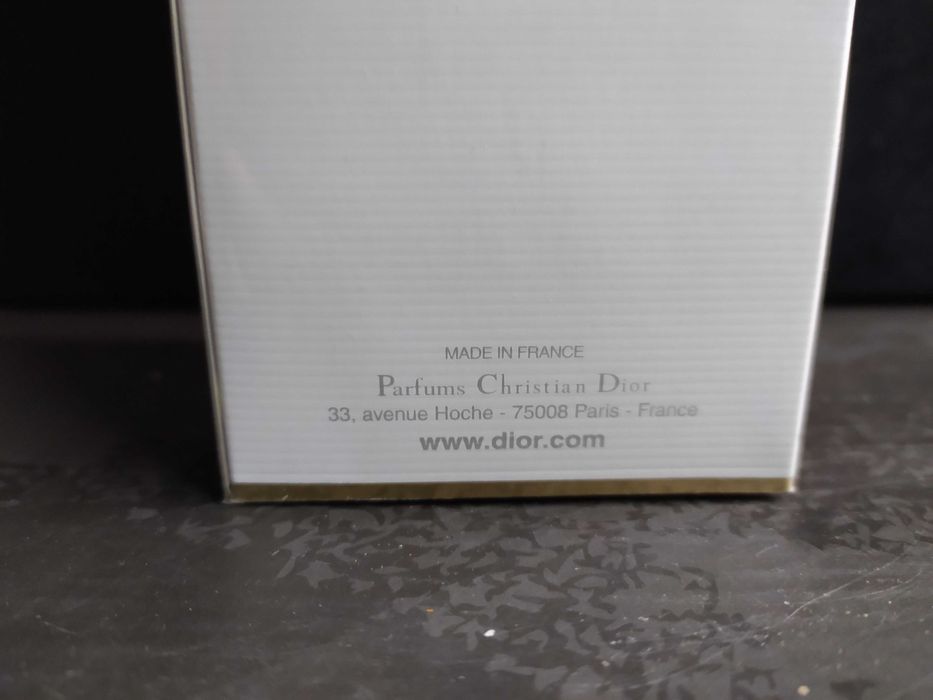 MADE IN FRANCE
Parfums Christian Dior
33, avenue Hoche - 75008 Paris - France
www.dior.com